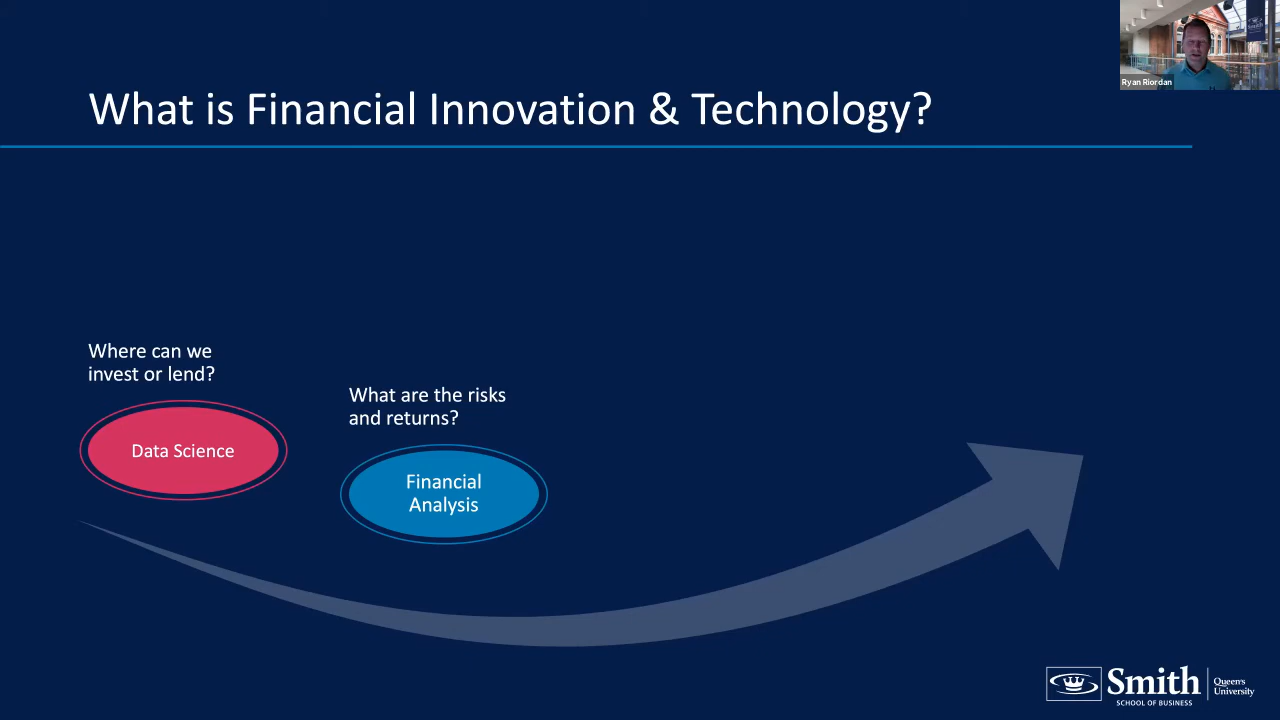 Ryan Riordan
What is Financial Innovation & Technology?
Where can we
invest or lend?
Data Science
What are the risks
and returns?
Financial
Analysis
Smith
SCHOOL OF BUSINESS
Queen's
University
Smith